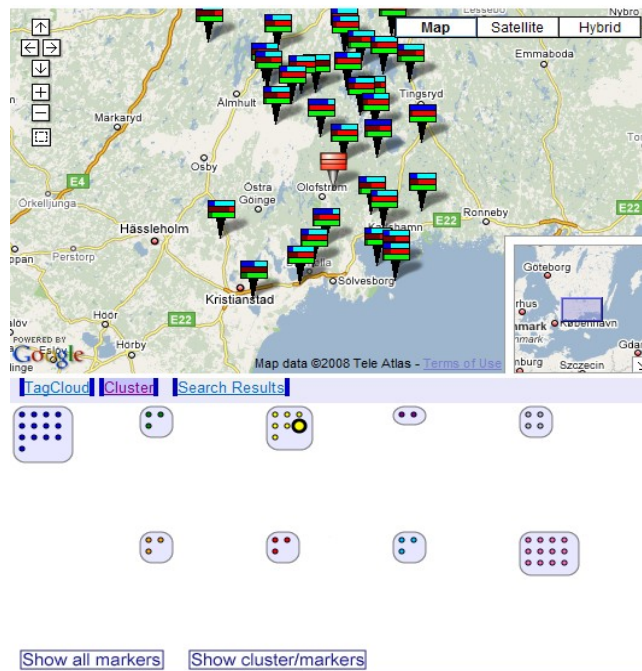 Nybro
Map Satellite Hybrid
Emmaboda
Älmhult
Tingsryd
Markaryd
Osby
E4
Östra
Göinge
Olofström
Örkelljunga
Ronneby
E22
E22
Hässleholm
Perstorp
Göteborg
Sölvesborg
Kristianstad
København
Höör
E22
Hörby
POWERED BY
Google
Map data ©2008 Tele Atlas - Terms of Use
Szczecin
TagCloud Cluster Search Results
Show all markers Show cluster/markers